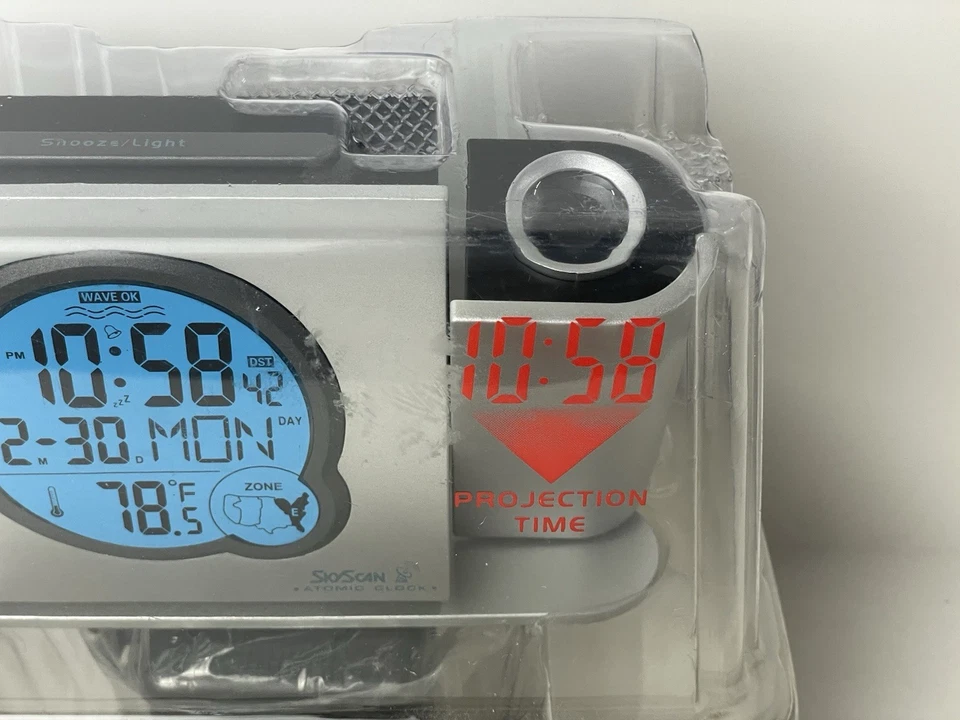 Snooze/Light
WAVE OK
PM 10:58 DST 42
zzZ
2-30 MON DAY
M D
78.5 °F
ZONE
E
10:58
PROJECTION
TIME
SKYSCAN
ATOMIC CLOCK